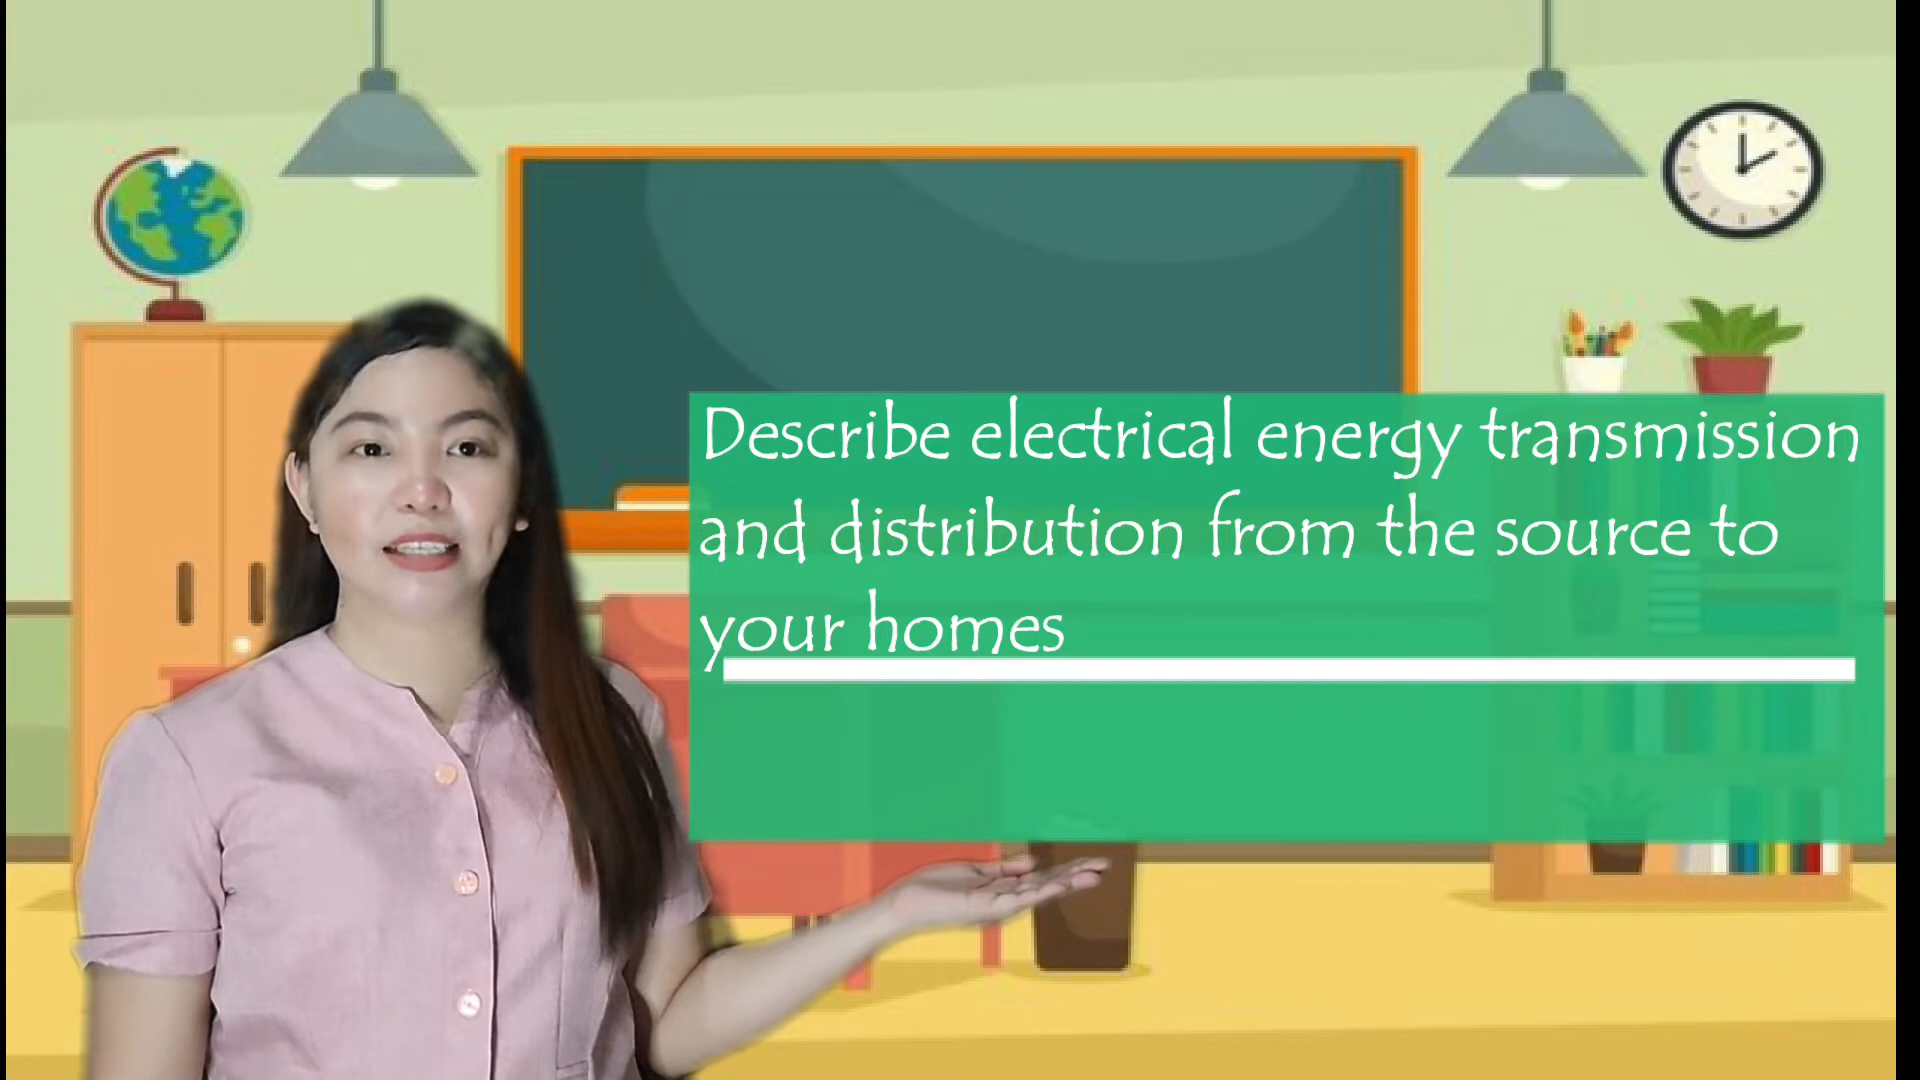 Describe electrical energy transmission
and distribution from the source to
your homes